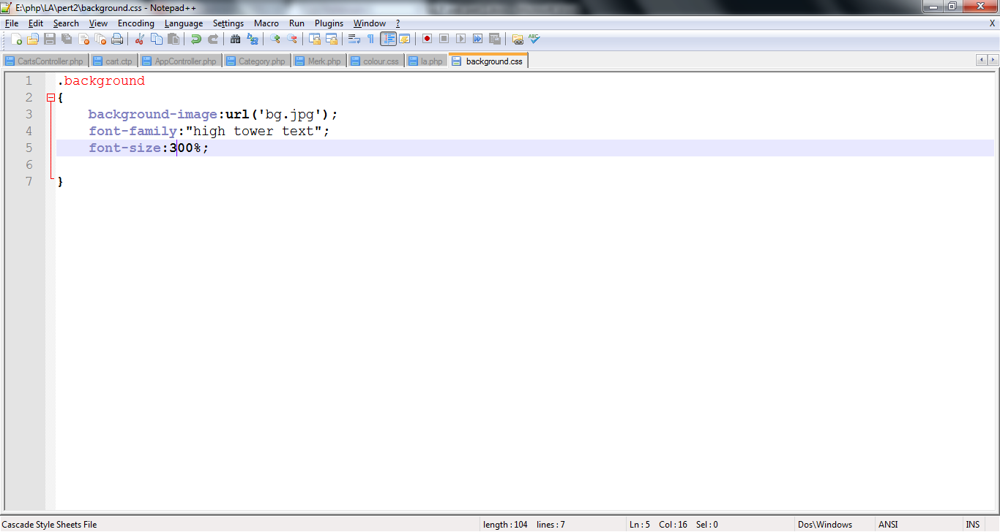 E:\php\LA\pert2\background.css - Notepad++
File Edit Search View Encoding Language Settings Macro Run Plugins Window ? X
CartsController.php cart.ctp AppController.php Category.php Merk.php colour.css la.php background.css
1 .background
2 {
3 background-image:url('bg.jpg');
4 font-family:"high tower text";
5 font-size:300%;
6
7 }
Cascade Style Sheets File length : 104 lines : 7 Ln : 5 Col : 16 Sel : 0 Dos\Windows ANSI INS